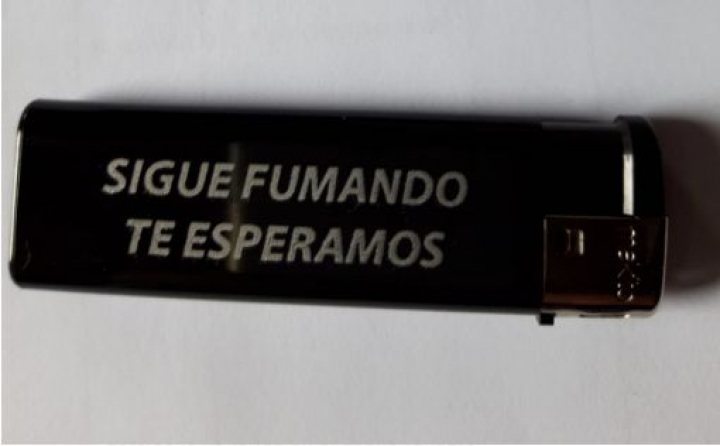 SIGUE FUMANDO
TE ESPERAMOS